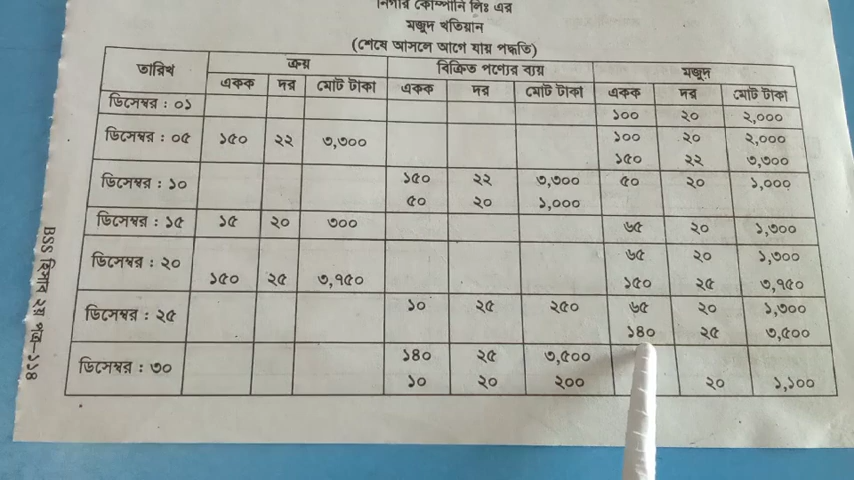 নিগার কোম্পানি লিঃ এর
মজুদ খতিয়ান
(শেষে আসলে আগে যায় পদ্ধতি)
তারিখ ক্রয় বিক্রিত পণ্যের ব্যয় মজুদ
একক দর মোট টাকা একক দর মোট টাকা একক দর মোট টাকা
ডিসেম্বর : ০১ ১০০ ২০ ২,০০০
ডিসেম্বর : ০৫ ১৫০ ২২ ৩,৩০০ ১০০ ২০ ২,০০০
১৫০ ২২ ৩,৩০০
ডিসেম্বর : ১০ ১৫০ ২২ ৩,৩০০ ৫০ ২০ ১,০০০
৫০ ২০ ১,০০০
ডিসেম্বর : ১৫ ১৫ ২০ ৩০০ ৬৫ ২০ ১,৩০০
ডিসেম্বর : ২০ ৬৫ ২০ ১,৩০০
১৫০ ২৫ ৩,৭৫০ ১৫০ ২৫ ৩,৭৫০
ডিসেম্বর : ২৫ ১০ ২৫ ২৫০ ৬৫ ২০ ১,৩০০
১৪০ ২৫ ৩,৫০০
ডিসেম্বর : ৩০ ১৪০ ২৫ ৩,৫০০
১০ ২০ ২০০ ২০ ১,১০০
BSS হিসাব ২য় পত্র-১১৪